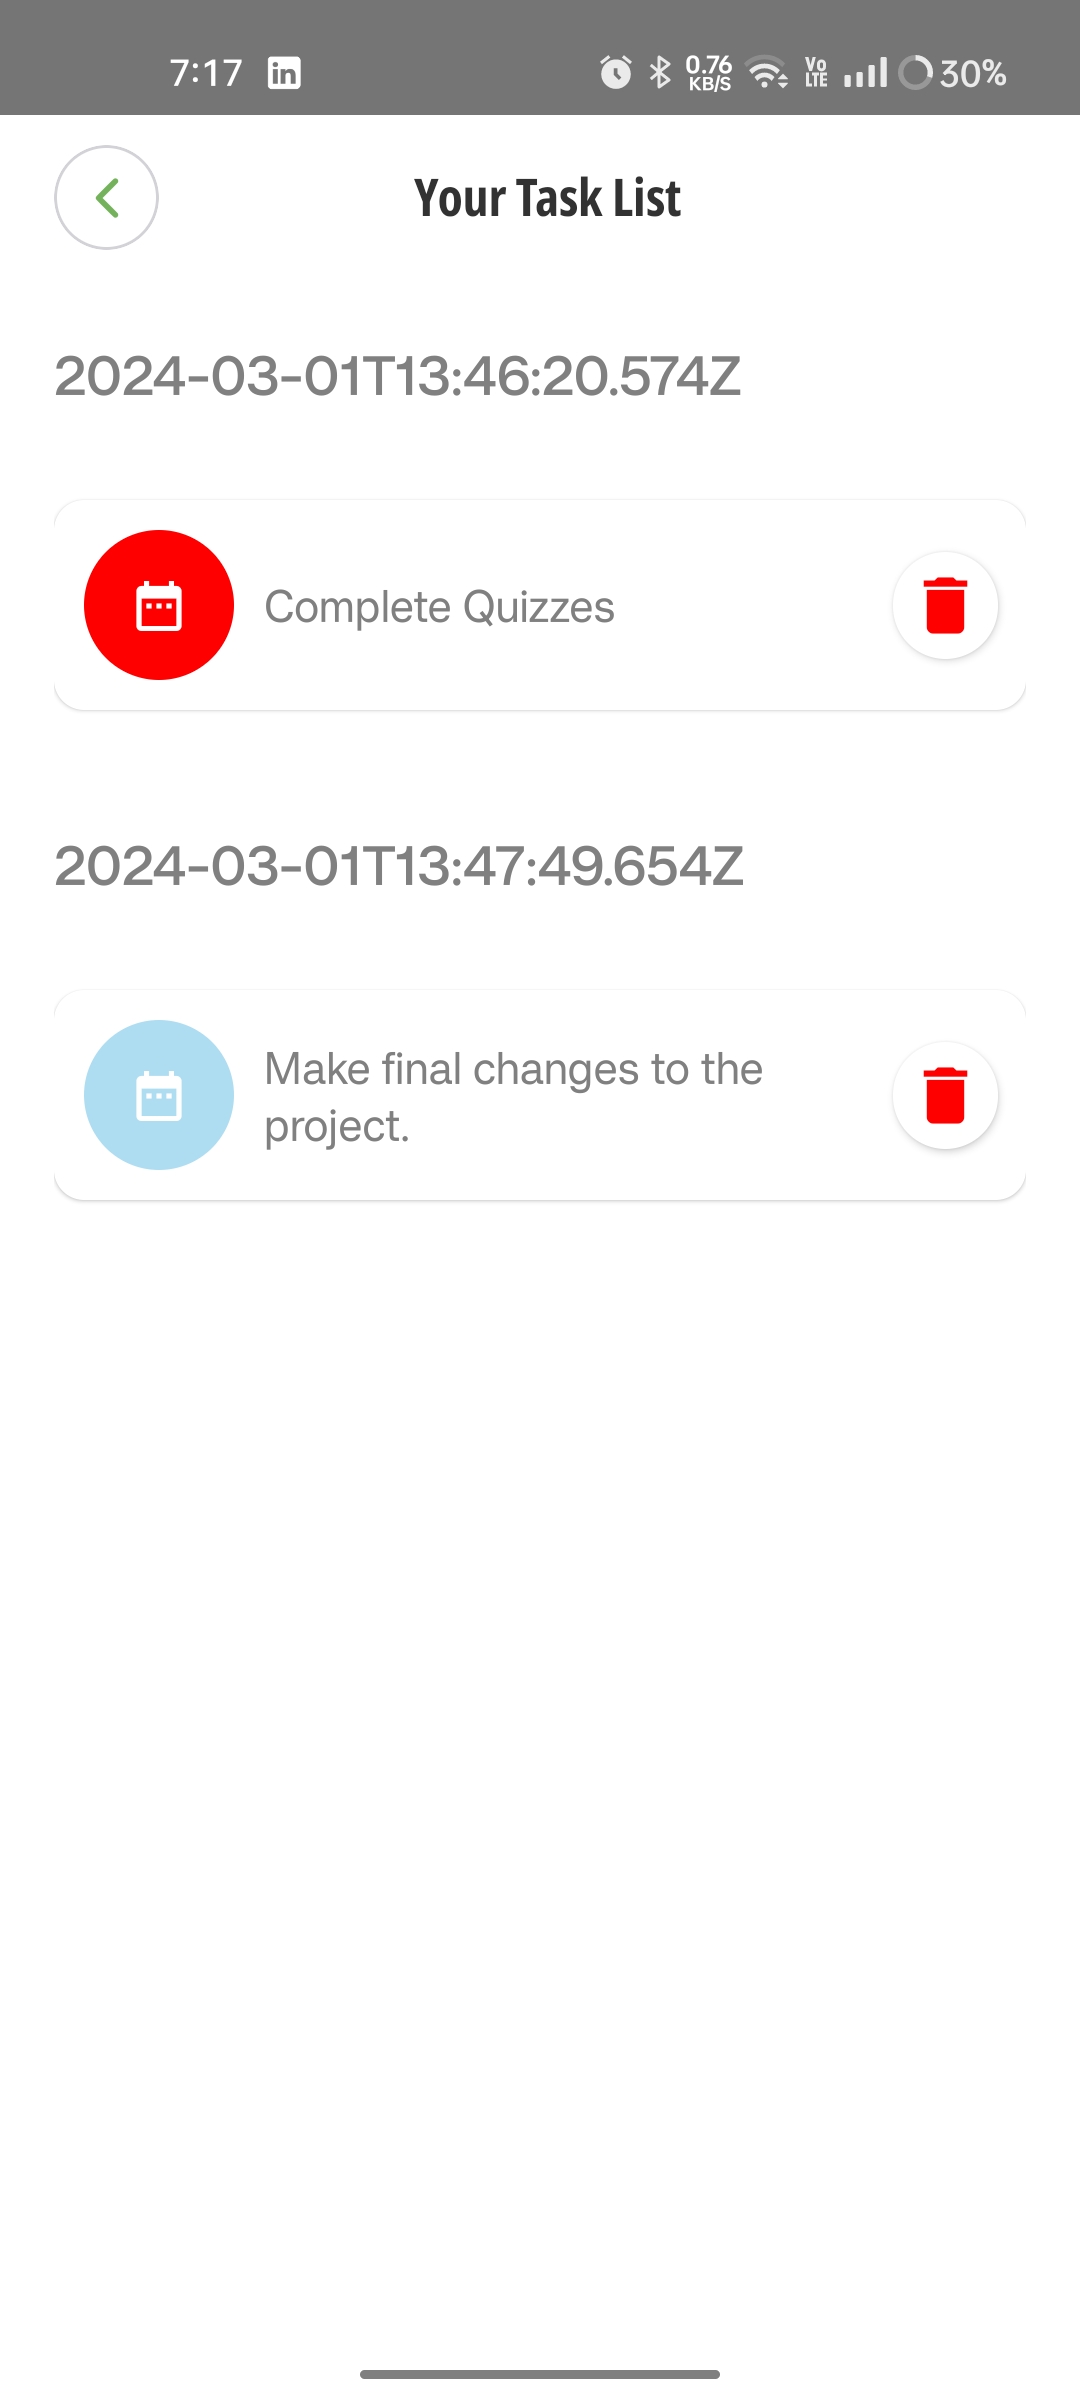 7:17 in 0.76 KB/S Vo LTE 30%
Your Task List
2024-03-01T13:46:20.574Z
Complete Quizzes
2024-03-01T13:47:49.654Z
Make final changes to the
project.